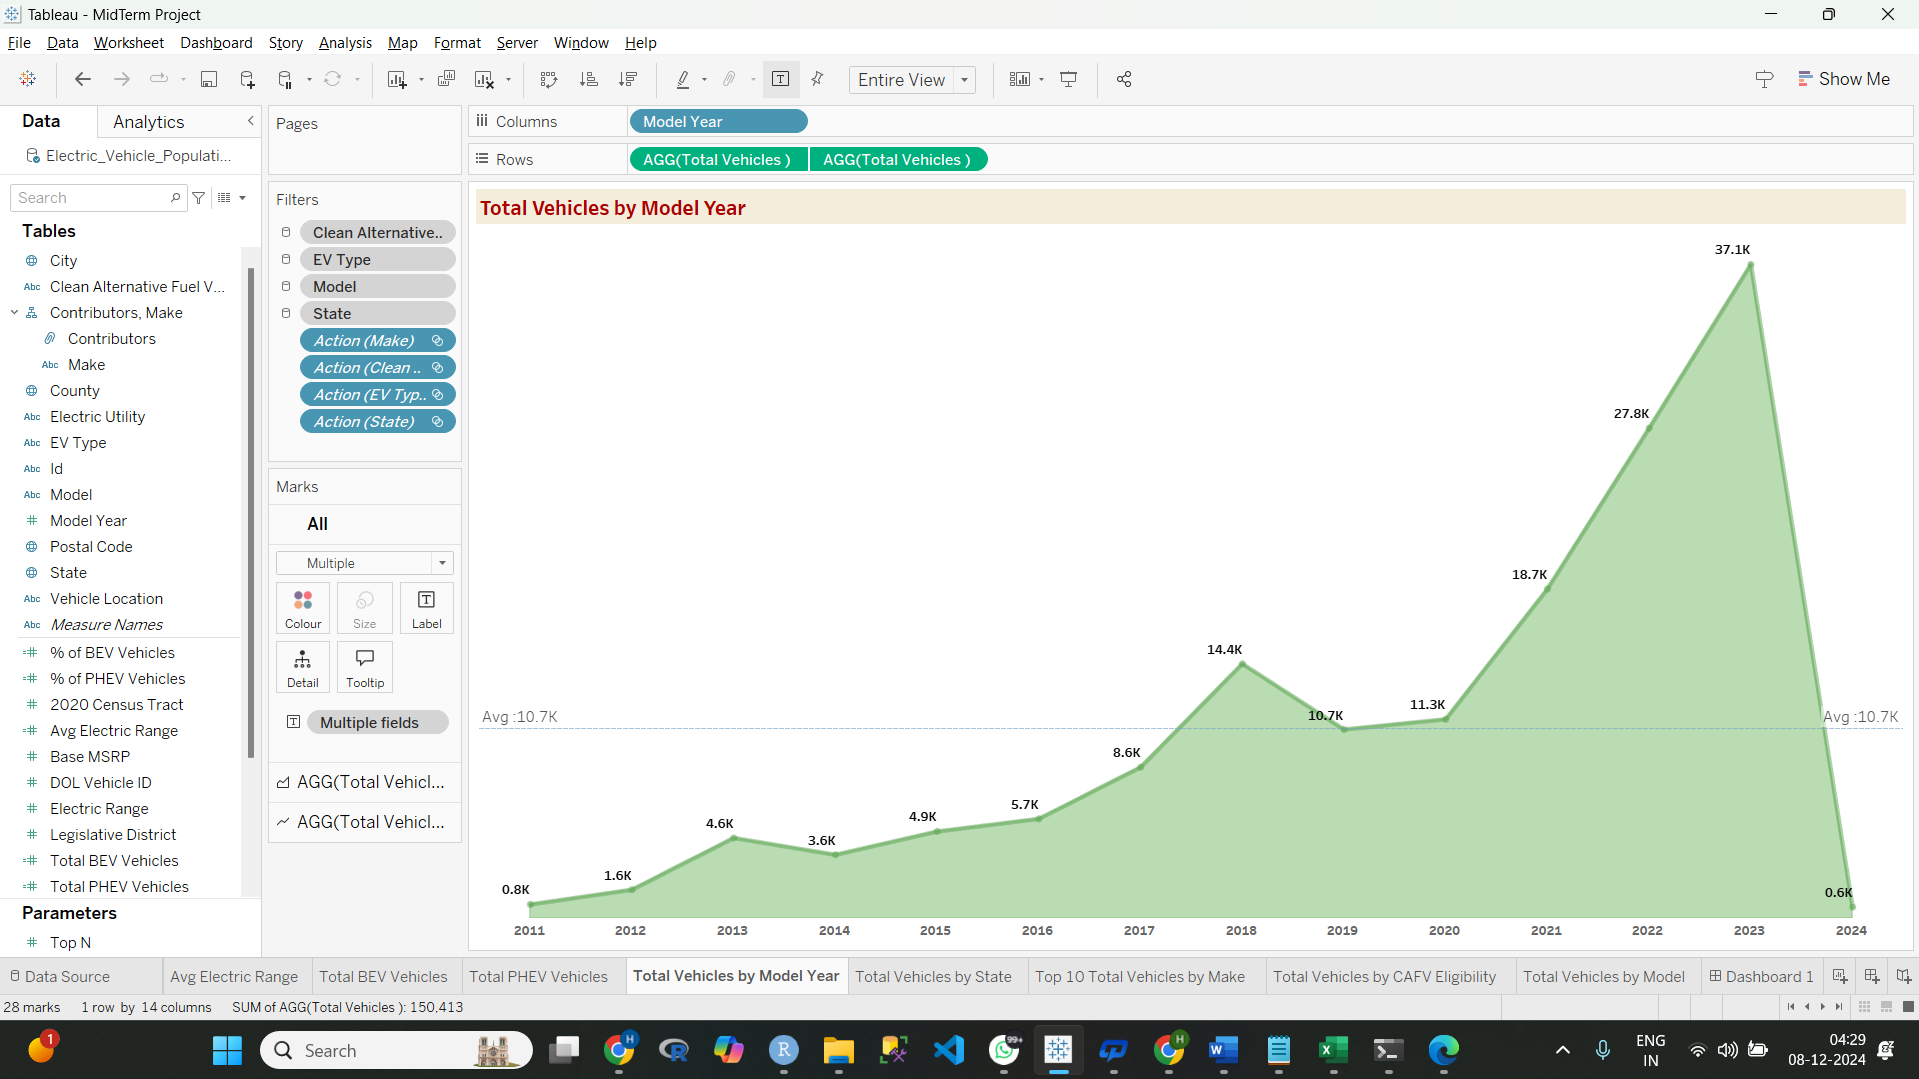 Tableau - MidTerm Project
File Data Worksheet Dashboard Story Analysis Map Format Server Window Help
Entire View
Show Me
Data Analytics
Electric_Vehicle_Populati...
Search
Tables
City
Abc Clean Alternative Fuel V...
Contributors, Make
Contributors
Abc Make
County
Abc Electric Utility
Abc EV Type
Abc Id
Abc Model
Model Year
Postal Code
State
Abc Vehicle Location
Abc Measure Names
% of BEV Vehicles
% of PHEV Vehicles
2020 Census Tract
Avg Electric Range
Base MSRP
DOL Vehicle ID
Electric Range
Legislative District
Total BEV Vehicles
Total PHEV Vehicles
Parameters
Top N
Pages
Filters
Clean Alternative..
EV Type
Model
State
Action (Make)
Action (Clean ..
Action (EV Typ..
Action (State)
Marks
All
Multiple
Colour Size Label
Detail Tooltip
Multiple fields
AGG(Total Vehicl...
AGG(Total Vehicl...
Columns Model Year
Rows AGG(Total Vehicles ) AGG(Total Vehicles )
Total Vehicles by Model Year
37.1K
27.8K
18.7K
14.4K
11.3K
10.7K
Avg :10.7K Avg :10.7K
8.6K
5.7K
4.9K
4.6K
3.6K
1.6K
0.8K
0.6K
2011 2012 2013 2014 2015 2016 2017 2018 2019 2020 2021 2022 2023 2024
Data Source Avg Electric Range Total BEV Vehicles Total PHEV Vehicles Total Vehicles by Model Year Total Vehicles by State Top 10 Total Vehicles by Make Total Vehicles by CAFV Eligibility Total Vehicles by Model Dashboard 1
28 marks 1 row by 14 columns SUM of AGG(Total Vehicles ): 150,413
1
Search
H
99+
H
ENG
IN
04:29
08-12-2024